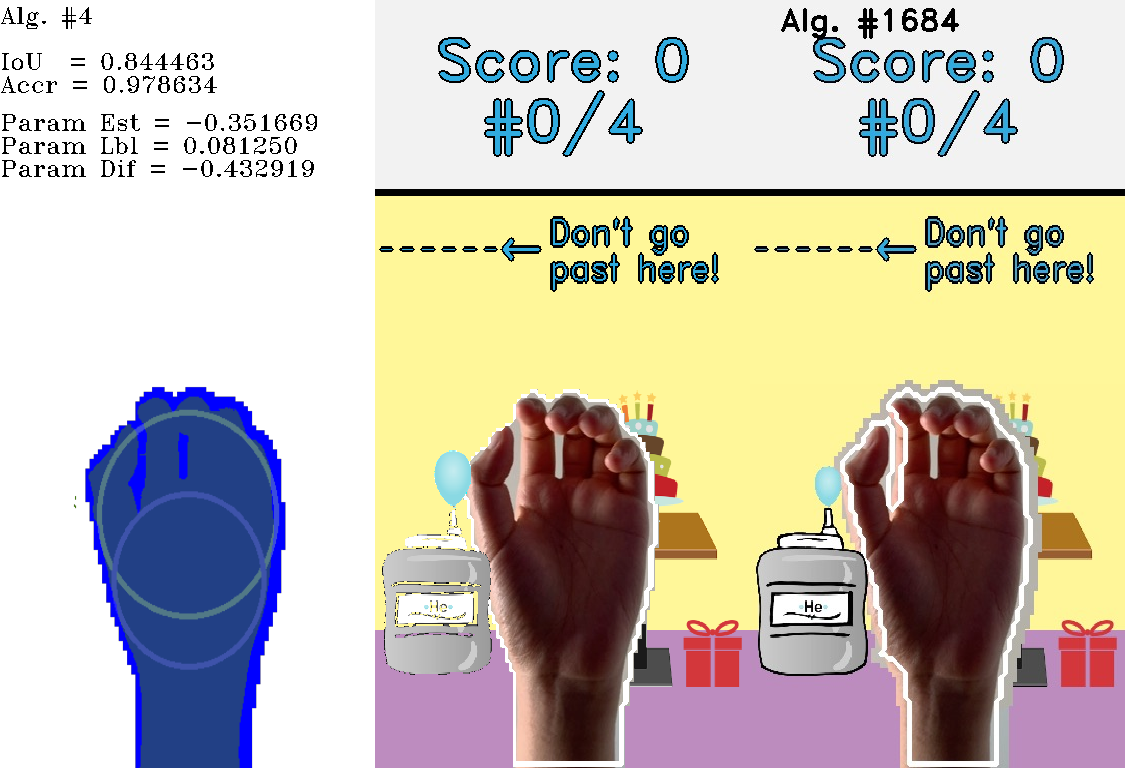 Alg. #4
IoU = 0.844463
Accr = 0.978634
Param Est = −0.351669
Param Lbl = 0.081250
Param Dif = −0.432919
Score: 0
#0/4
Don't go
past here!
He
Alg. #1684
Score: 0
#0/4
Don't go
past here!
He